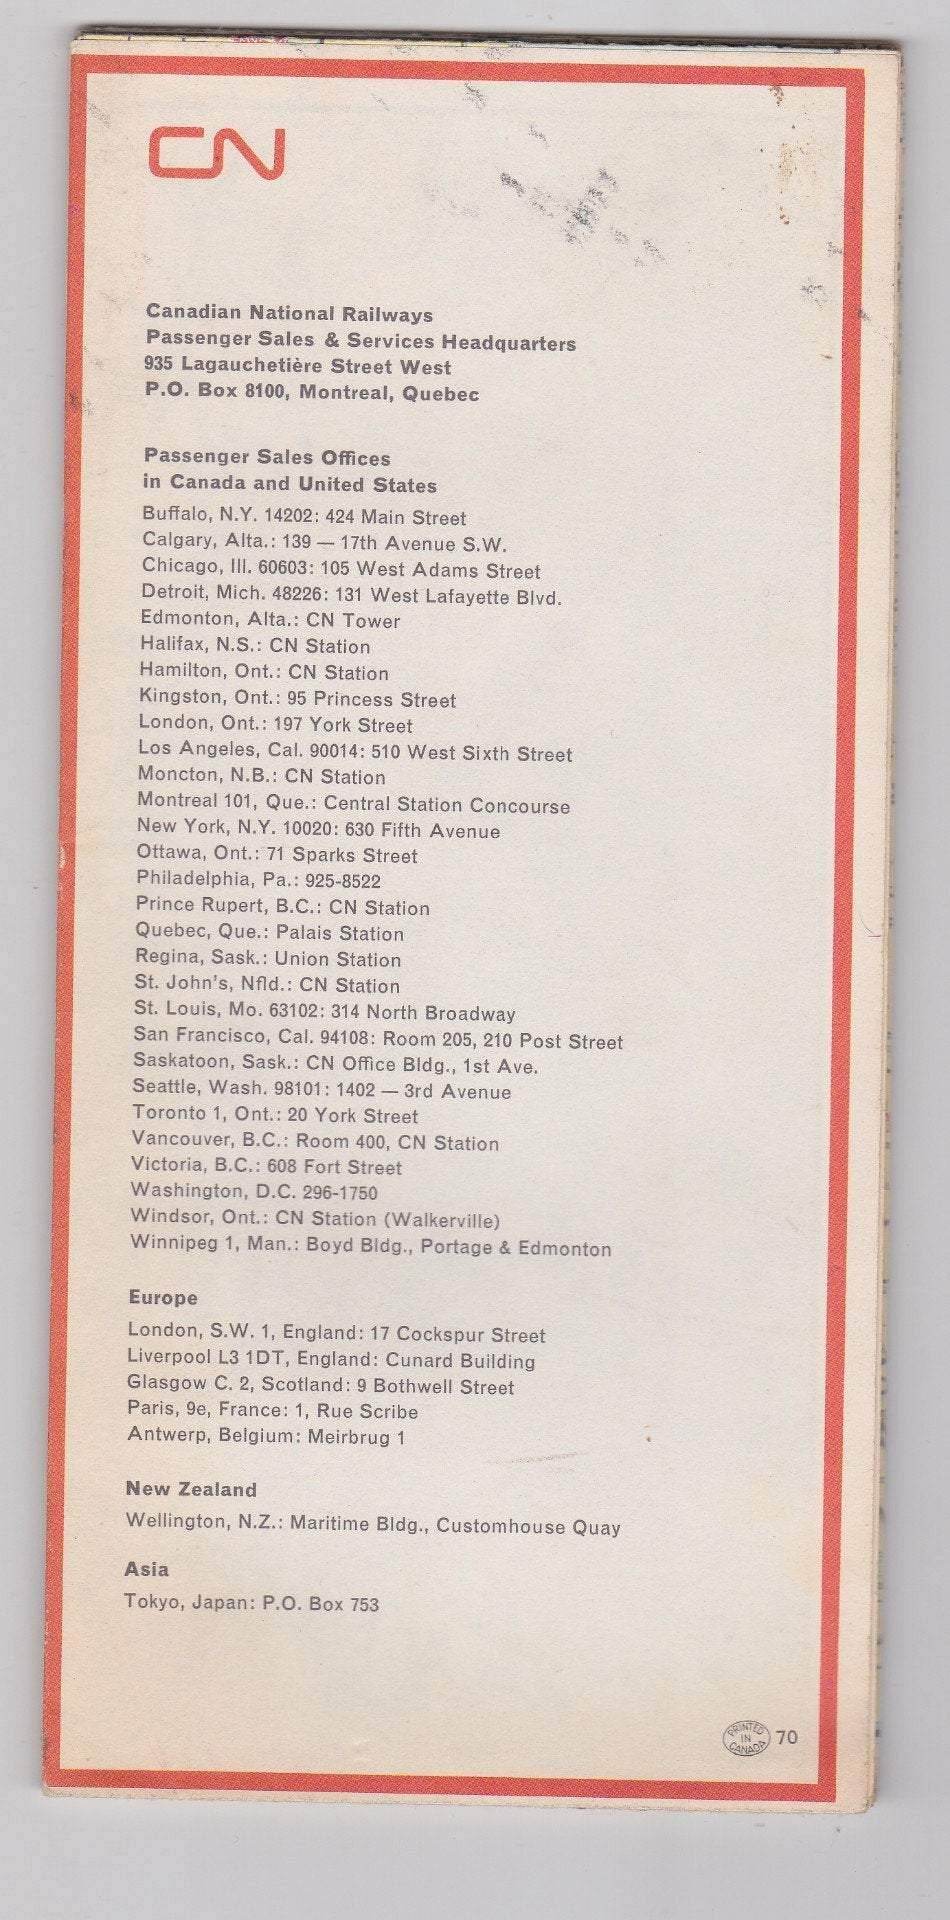 CN
Canadian National Railways
Passenger Sales & Services Headquarters
935 Lagauchetière Street West
P.O. Box 8100, Montreal, Quebec
Passenger Sales Offices
in Canada and United States
Buffalo, N.Y. 14202: 424 Main Street
Calgary, Alta.: 139 — 17th Avenue S.W.
Chicago, Ill. 60603: 105 West Adams Street
Detroit, Mich. 48226: 131 West Lafayette Blvd.
Edmonton, Alta.: CN Tower
Halifax, N.S.: CN Station
Hamilton, Ont.: CN Station
Kingston, Ont.: 95 Princess Street
London, Ont.: 197 York Street
Los Angeles, Cal. 90014: 510 West Sixth Street
Moncton, N.B.: CN Station
Montreal 101, Que.: Central Station Concourse
New York, N.Y. 10020: 630 Fifth Avenue
Ottawa, Ont.: 71 Sparks Street
Philadelphia, Pa.: 925-8522
Prince Rupert, B.C.: CN Station
Quebec, Que.: Palais Station
Regina, Sask.: Union Station
St. John's, Nfld.: CN Station
St. Louis, Mo. 63102: 314 North Broadway
San Francisco, Cal. 94108: Room 205, 210 Post Street
Saskatoon, Sask.: CN Office Bldg., 1st Ave.
Seattle, Wash. 98101: 1402 — 3rd Avenue
Toronto 1, Ont.: 20 York Street
Vancouver, B.C.: Room 400, CN Station
Victoria, B.C.: 608 Fort Street
Washington, D.C. 296-1750
Windsor, Ont.: CN Station (Walkerville)
Winnipeg 1, Man.: Boyd Bldg., Portage & Edmonton
Europe
London, S.W. 1, England: 17 Cockspur Street
Liverpool L3 1DT, England: Cunard Building
Glasgow C. 2, Scotland: 9 Bothwell Street
Paris, 9e, France: 1, Rue Scribe
Antwerp, Belgium: Meirbrug 1
New Zealand
Wellington, N.Z.: Maritime Bldg., Customhouse Quay
Asia
Tokyo, Japan: P.O. Box 753
PRINTED
IN
CANADA
70